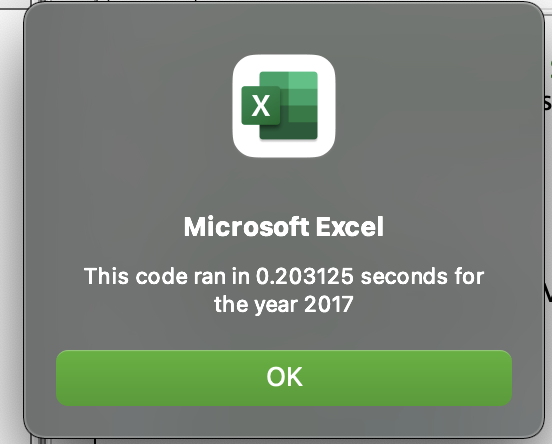 X
Microsoft Excel
This code ran in 0.203125 seconds for
the year 2017
OK